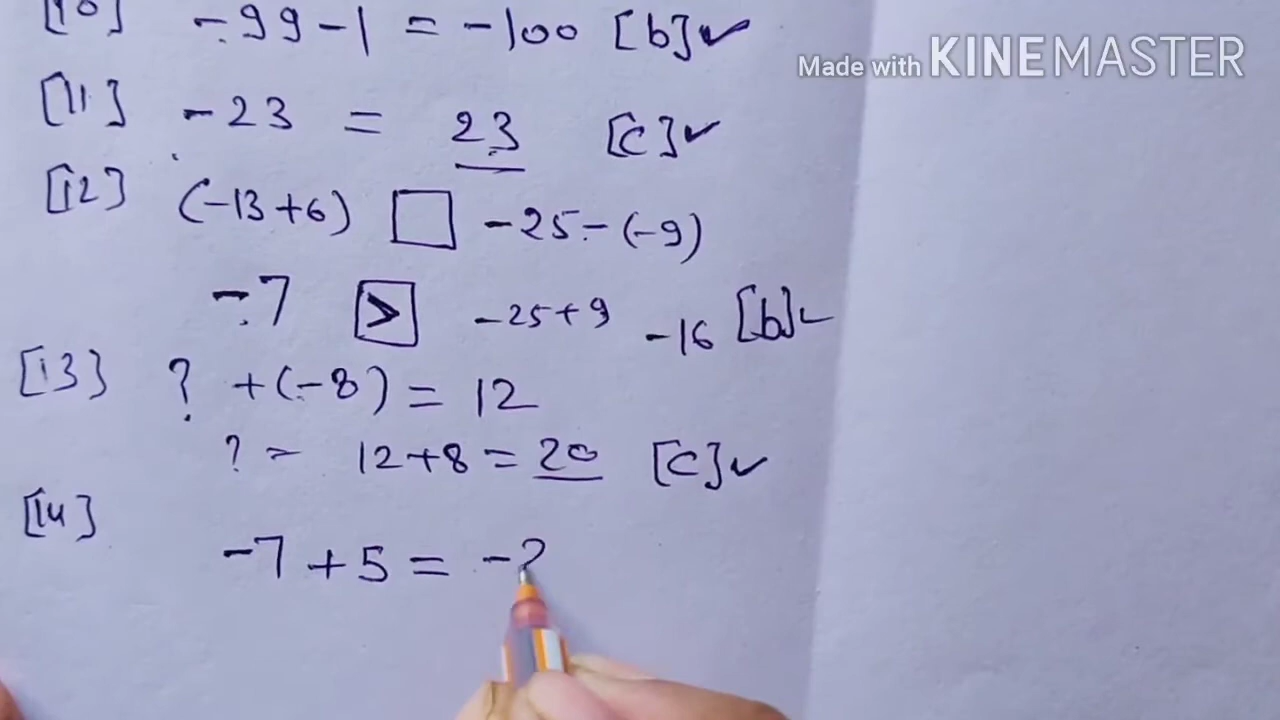 [10] -99-1 = -100 [b]✓
Made with KINEMASTER
[11] -23 = 23 [c]✓
[12] (-13+6) □ -25-(-9)
-7 > -25+9 -16 [b]✓
[13] ? +(-8) = 12
? = 12+8 = 20 [c]✓
[14]
-7+5 = -2